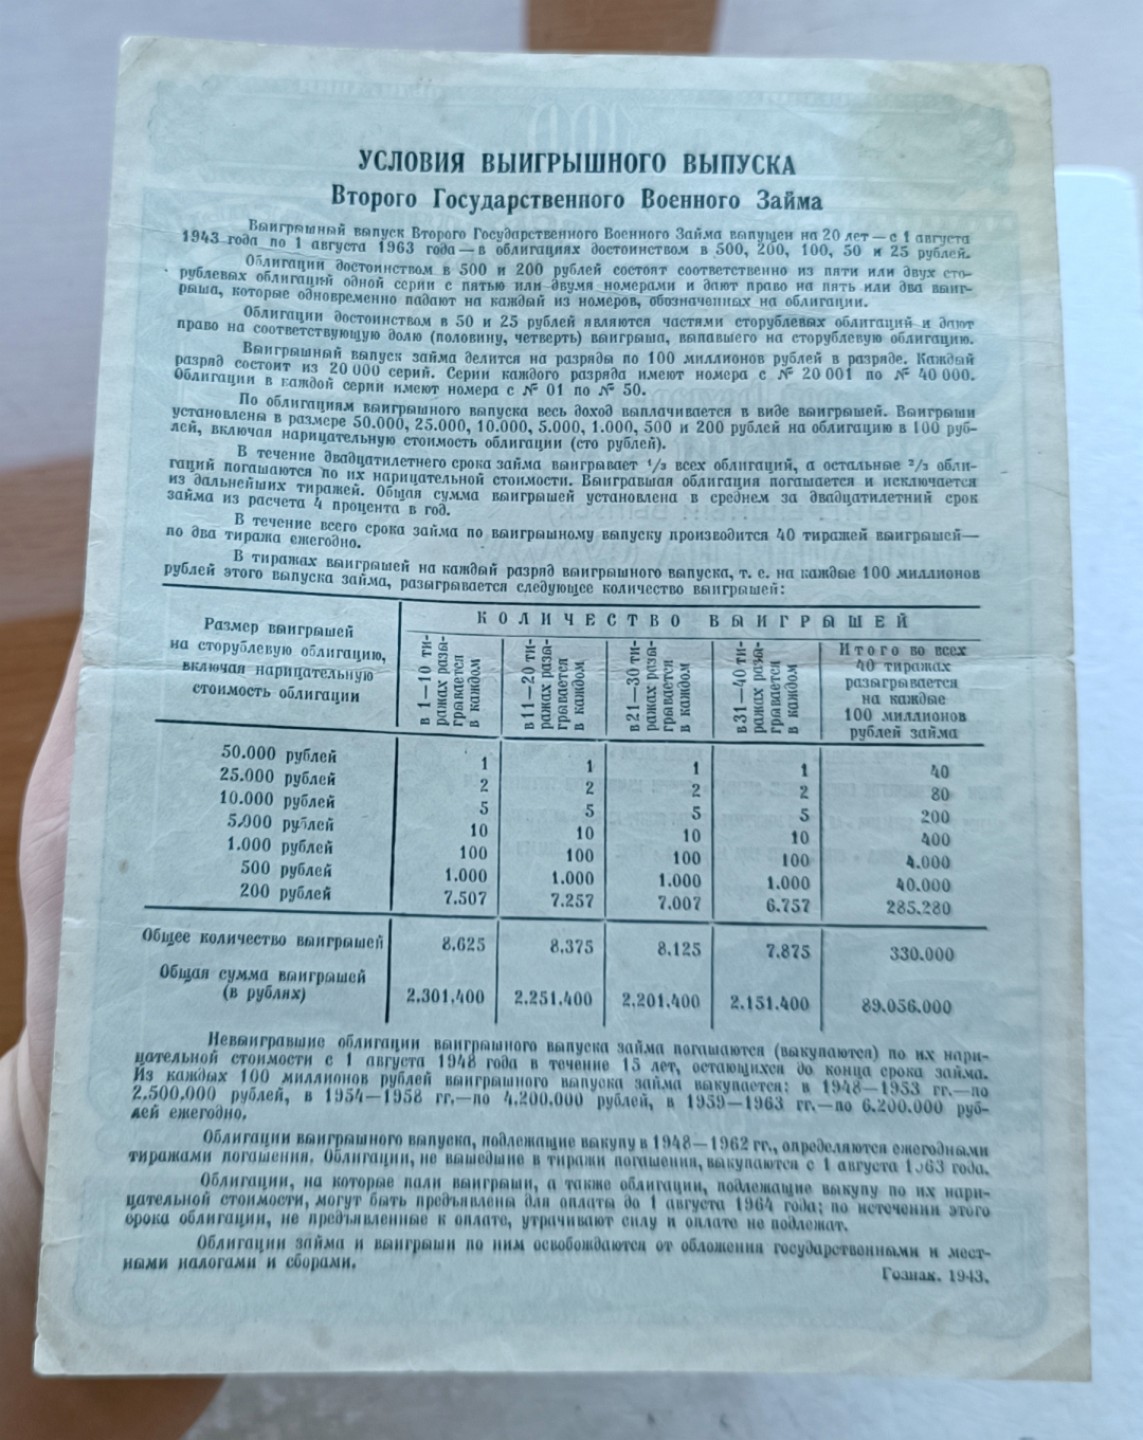 УСЛОВИЯ ВЫИГРЫШНОГО ВЫПУСКА
Второго Государственного Военного Займа
Выигрышный выпуск Второго Государственного Военного Займа выпущен на 20 лет — с 1 августа
1943 года по 1 августа 1963 года — в облигациях достоинством в 500, 200, 100, 50 и 25 рублей.
Облигации достоинством в 500 и 200 рублей состоят соответственно из пяти или двух сто-
рублевых облигаций одной серии с пятью или двумя номерами и дают право на пять или два выиг-
рыша, которые одновременно падают на каждый из номеров, обозначенных на облигации.
Облигации достоинством в 50 и 25 рублей являются частями сторублевых облигаций и дают
право на соответствующую долю (половину, четверть) выигрыша, выпавшего на сторублевую облигацию.
Выигрышный выпуск займа делится на разряды по 100 миллионов рублей в разряде. Каждый
разряд состоит из 20 000 серий. Серии каждого разряда имеют номера с № 20 001 по № 40 000.
Облигации в каждой серии имеют номера с № 01 по № 50.
По облигациям выигрышного выпуска весь доход выплачивается в виде выигрышей. Выигрыши
установлены в размере 50.000, 25.000, 10.000, 5.000, 1.000, 500 и 200 рублей на облигацию в 100 руб-
лей, включая нарицательную стоимость облигации (сто рублей).
В течение двадцатилетнего срока займа выигрывает 1/3 всех облигаций, а остальные 2/3 обли-
гаций погашаются по их нарицательной стоимости. Выигравшая облигация погашается и исключается
из дальнейших тиражей. Общая сумма выигрышей установлена в среднем за двадцатилетний срок
займа из расчета 4 процента в год.
В течение всего срока займа по выигрышному выпуску производится 40 тиражей выигрышей—
по два тиража ежегодно.
В тиражах выигрышей на каждый разряд выигрышного выпуска, т. е. на каждые 100 миллионов
рублей этого выпуска займа, разыгрывается следующее количество выигрышей:
Размер выигрышей
на сторублевую облигацию,
включая нарицательную
стоимость облигации
КОЛИЧЕСТВО ВЫИГРЫШЕЙ
в 1—10 ти-
ражах разы-
грывается
в каждом
в 11—20 ти-
ражах разы-
грывается
в каждом
в 21—30 ти-
ражах разы-
грывается
в каждом
в 31—40 ти-
ражах разы-
грывается
в каждом
Итого во всех
40 тиражах
разыгрывается
на каждые
100 миллионов
рублей займа
50.000 рублей 1 1 1 1 40
25.000 рублей 2 2 2 2 80
10.000 рублей 5 5 5 5 200
5.000 рублей 10 10 10 10 400
1.000 рублей 100 100 100 100 4.000
500 рублей 1.000 1.000 1.000 1.000 40.000
200 рублей 7.507 7.257 7.007 6.757 285.280
Общее количество выигрышей 8.625 8.375 8.125 7.875 330.000
Общая сумма выигрышей
(в рублях) 2.301.400 2.251.400 2.201.400 2.151.400 89.056.000
Невыигравшие облигации выигрышного выпуска займа погашаются (выкупаются) по их нари-
цательной стоимости с 1 августа 1948 года в течение 15 лет, остающихся до конца срока займа.
Из каждых 100 миллионов рублей выигрышного выпуска займа выкупается: в 1948—1953 гг.—по
2.500.000 рублей, в 1954—1958 гг.—по 4.200.000 рублей, в 1959—1963 гг.—по 6.200.000 руб-
лей ежегодно.
Облигации выигрышного выпуска, подлежащие выкупу в 1948—1962 гг., определяются ежегодными
тиражами погашения. Облигации, не вышедшие в тиражи погашения, выкупаются с 1 августа 1963 года.
Облигации, на которые пали выигрыши, а также облигации, подлежащие выкупу по их нари-
цательной стоимости, могут быть предъявлены для оплаты до 1 августа 1964 года; по истечении этого
срока облигации, не предъявленные к оплате, утрачивают силу и оплате не подлежат.
Облигации займа и выигрыши по ним освобождаются от обложения государственными и мест-
ными налогами и сборами.
Гознак. 1943.